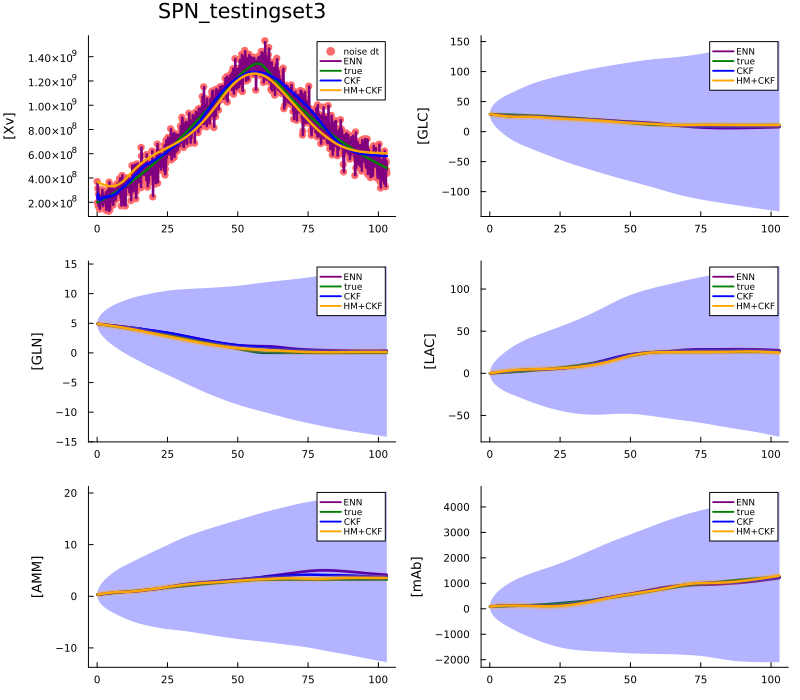 SPN_testingset3
[Xv]
1.40×10⁹
1.20×10⁹
1.00×10⁹
8.00×10⁸
6.00×10⁸
4.00×10⁸
2.00×10⁸
0 25 50 75 100
noise dt
ENN
true
CKF
HM+CKF
[GLC]
150
100
50
0
−50
−100
0 25 50 75 100
ENN
true
CKF
HM+CKF
[GLN]
15
10
5
0
−5
−10
−15
0 25 50 75 100
ENN
true
CKF
HM+CKF
[LAC]
100
50
0
−50
0 25 50 75 100
ENN
true
CKF
HM+CKF
[AMM]
20
10
0
−10
0 25 50 75 100
ENN
true
CKF
HM+CKF
[mAb]
4000
3000
2000
1000
0
−1000
−2000
0 25 50 75 100
ENN
true
CKF
HM+CKF